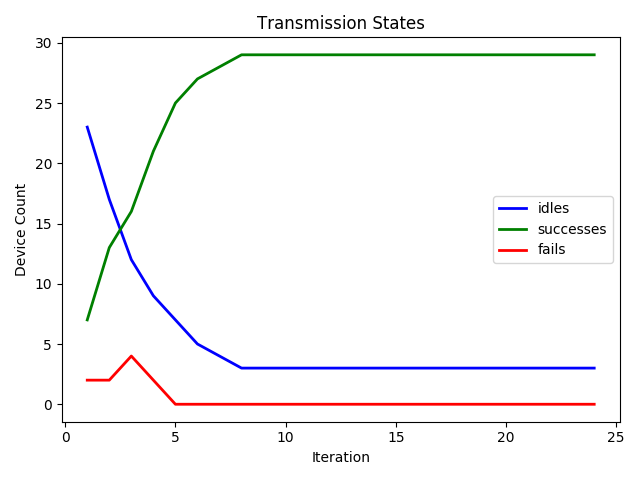 Transmission States
Device Count
30
25
20
15
10
5
0
idles
successes
fails
0 5 10 15 20 25
Iteration